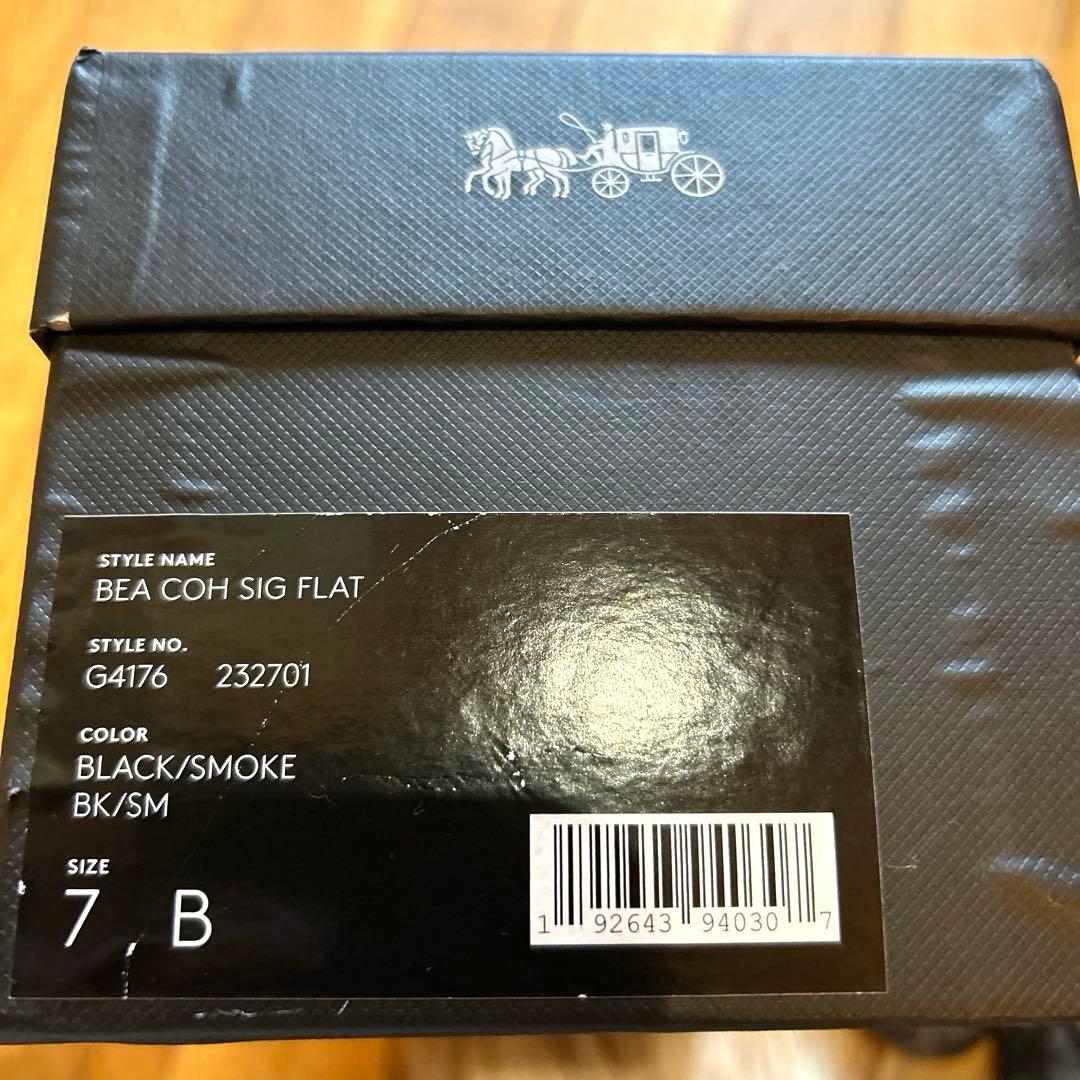 STYLE NAME
BEA COH SIG FLAT
STYLE NO.
G4176 232701
COLOR
BLACK/SMOKE
BK/SM
SIZE
7 B
1 92643 94030 7